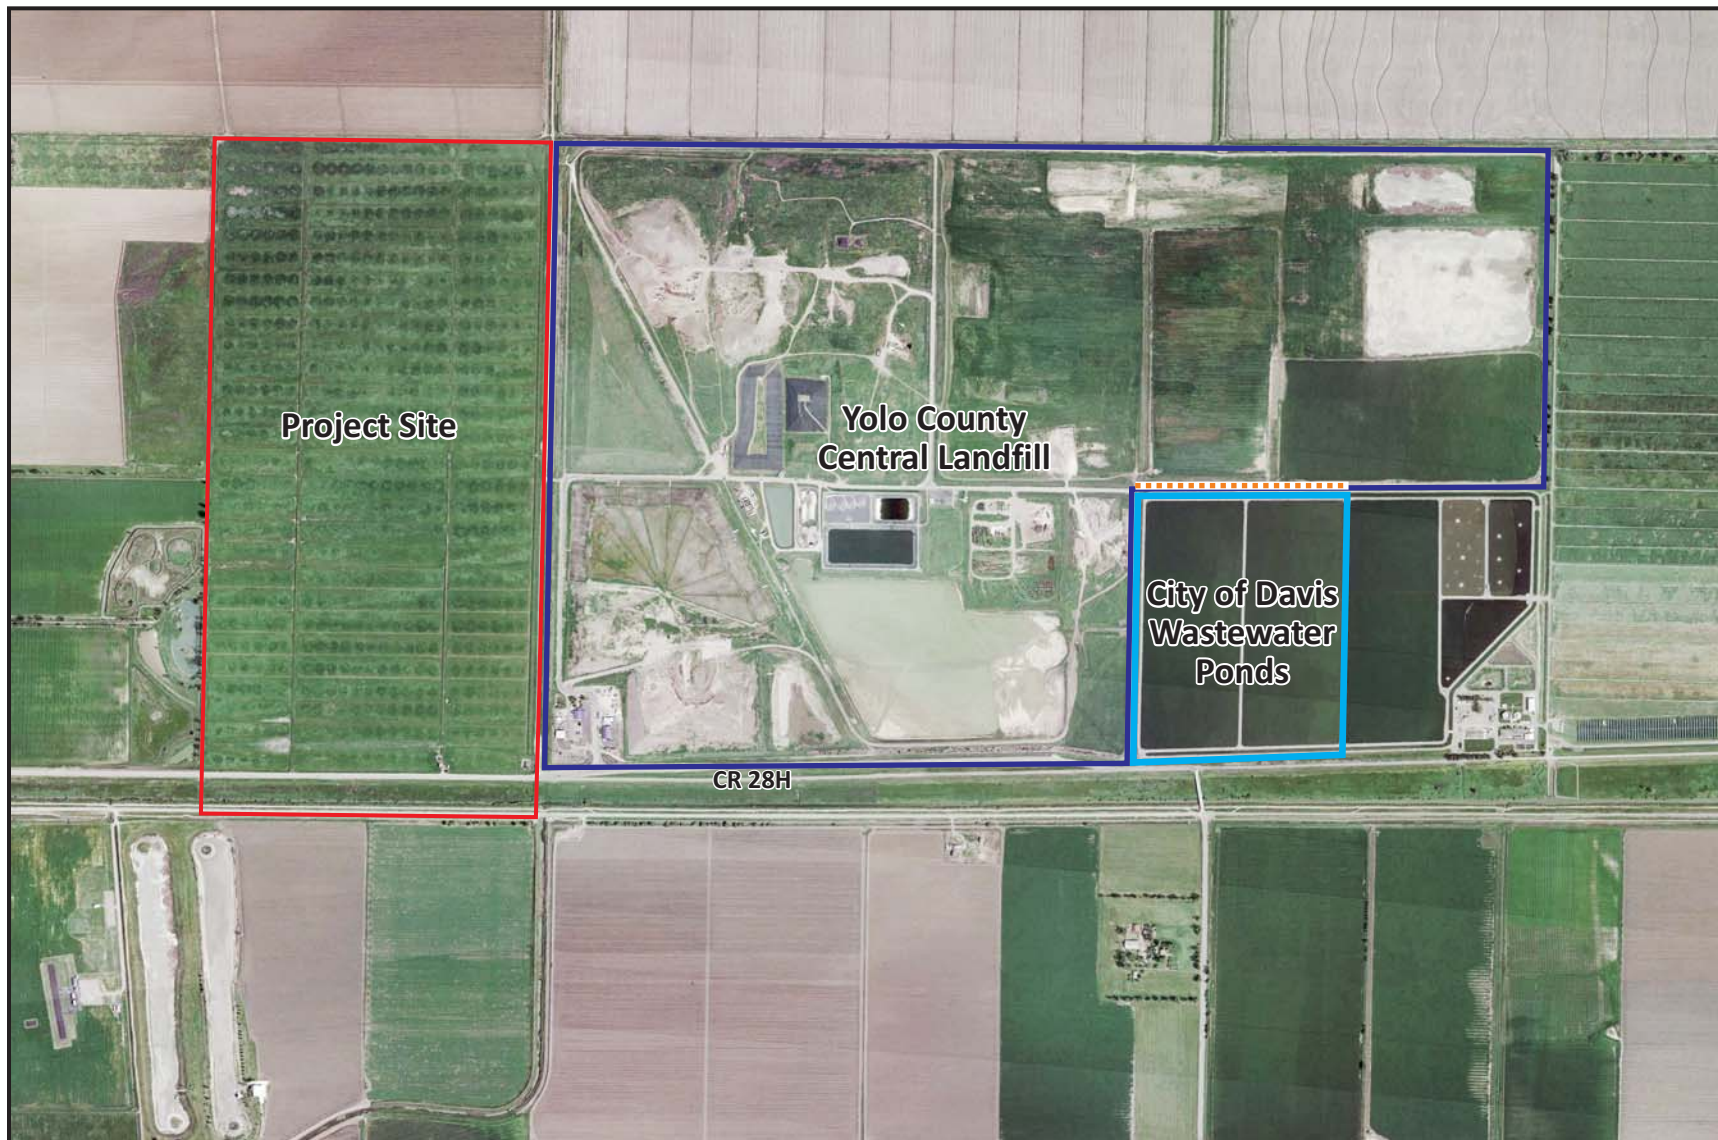 Project Site
Yolo County
Central Landfill
City of Davis
Wastewater
Ponds
CR 28H